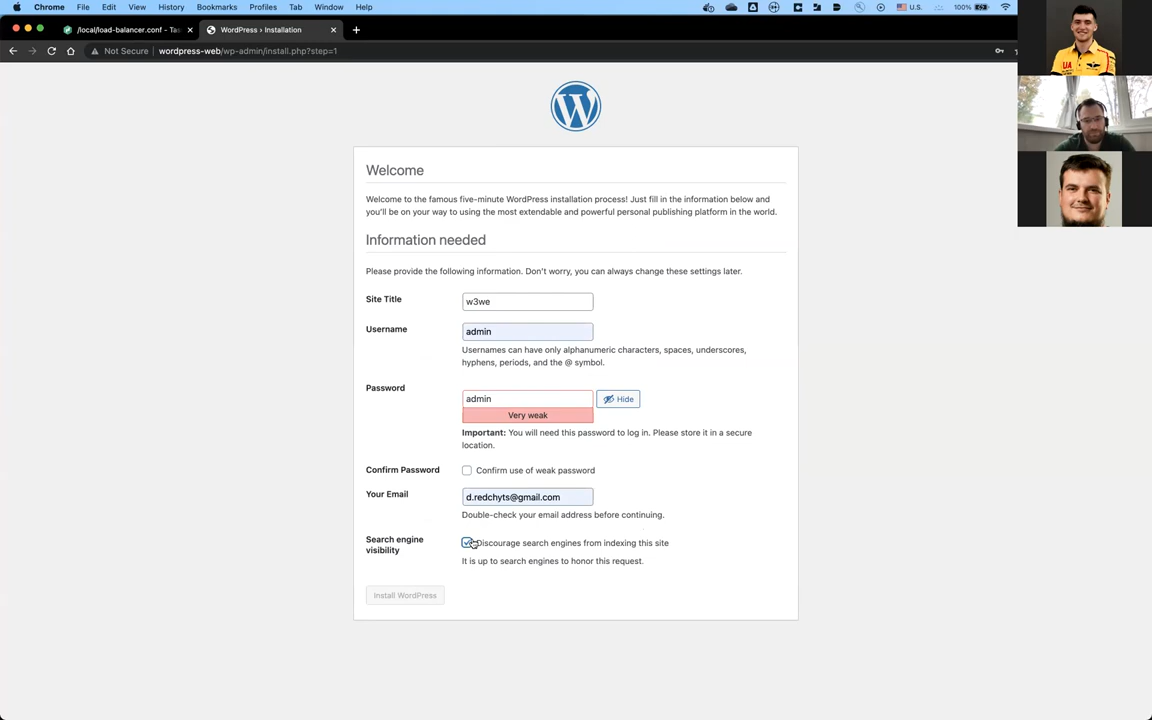 Chrome File Edit View History Bookmarks Profiles Tab Window Help U.S. 100%
/local/load-balancer.conf - Tas WordPress › Installation
Not Secure wordpress-web/wp-admin/install.php?step=1
UA
W
Welcome
Welcome to the famous five-minute WordPress installation process! Just fill in the information below and
you'll be on your way to using the most extendable and powerful personal publishing platform in the world.
Information needed
Please provide the following information. Don't worry, you can always change these settings later.
Site Title w3we
Username admin
Usernames can have only alphanumeric characters, spaces, underscores,
hyphens, periods, and the @ symbol.
Password admin Hide
Very weak
Important: You will need this password to log in. Please store it in a secure
location.
Confirm Password Confirm use of weak password
Your Email d.redchyts@gmail.com
Double-check your email address before continuing.
Search engine
visibility
Discourage search engines from indexing this site
It is up to search engines to honor this request.
Install WordPress